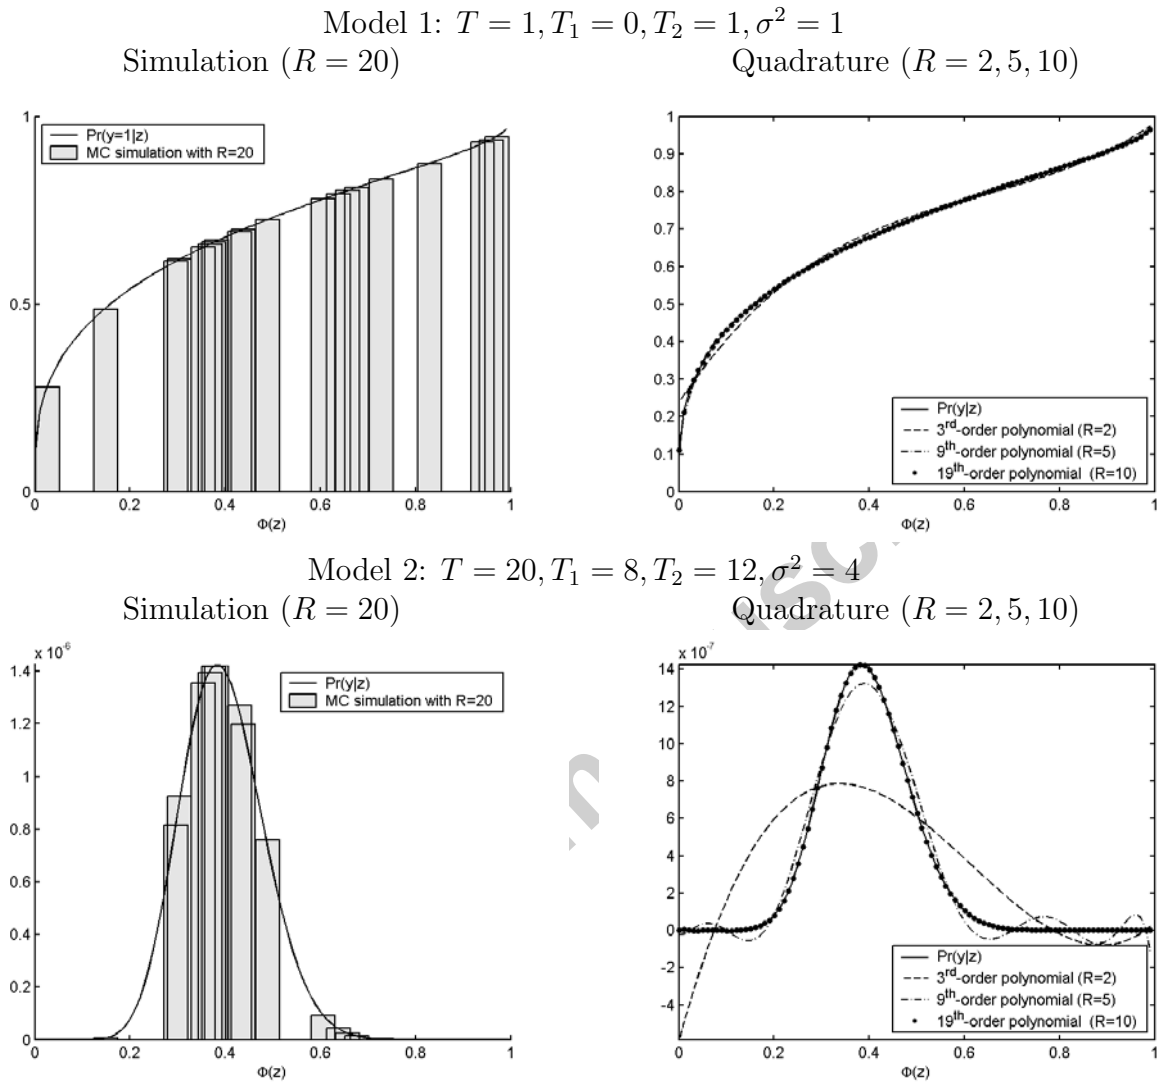 Model 1: T = 1, T₁ = 0, T₂ = 1, σ² = 1
Simulation (R = 20)
Quadrature (R = 2, 5, 10)
1
0.5
0
Pr(y=1|z)
MC simulation with R=20
0 0.2 0.4 0.6 0.8 1
Φ(z)
1
0.9
0.8
0.7
0.6
0.5
0.4
0.3
0.2
0.1
0
Pr(y|z)
3rd-order polynomial (R=2)
9th-order polynomial (R=5)
19th-order polynomial (R=10)
0 0.2 0.4 0.6 0.8 1
Φ(z)
Model 2: T = 20, T₁ = 8, T₂ = 12, σ² = 4
Simulation (R = 20)
Quadrature (R = 2, 5, 10)
x 10⁻⁶
1.4
1.2
1
0.8
0.6
0.4
0.2
0
Pr(y|z)
MC simulation with R=20
0 0.2 0.4 0.6 0.8 1
Φ(z)
x 10⁻⁷
14
12
10
8
6
4
2
0
-2
-4
Pr(y|z)
3rd-order polynomial (R=2)
9th-order polynomial (R=5)
19th-order polynomial (R=10)
0 0.2 0.4 0.6 0.8 1
Φ(z)